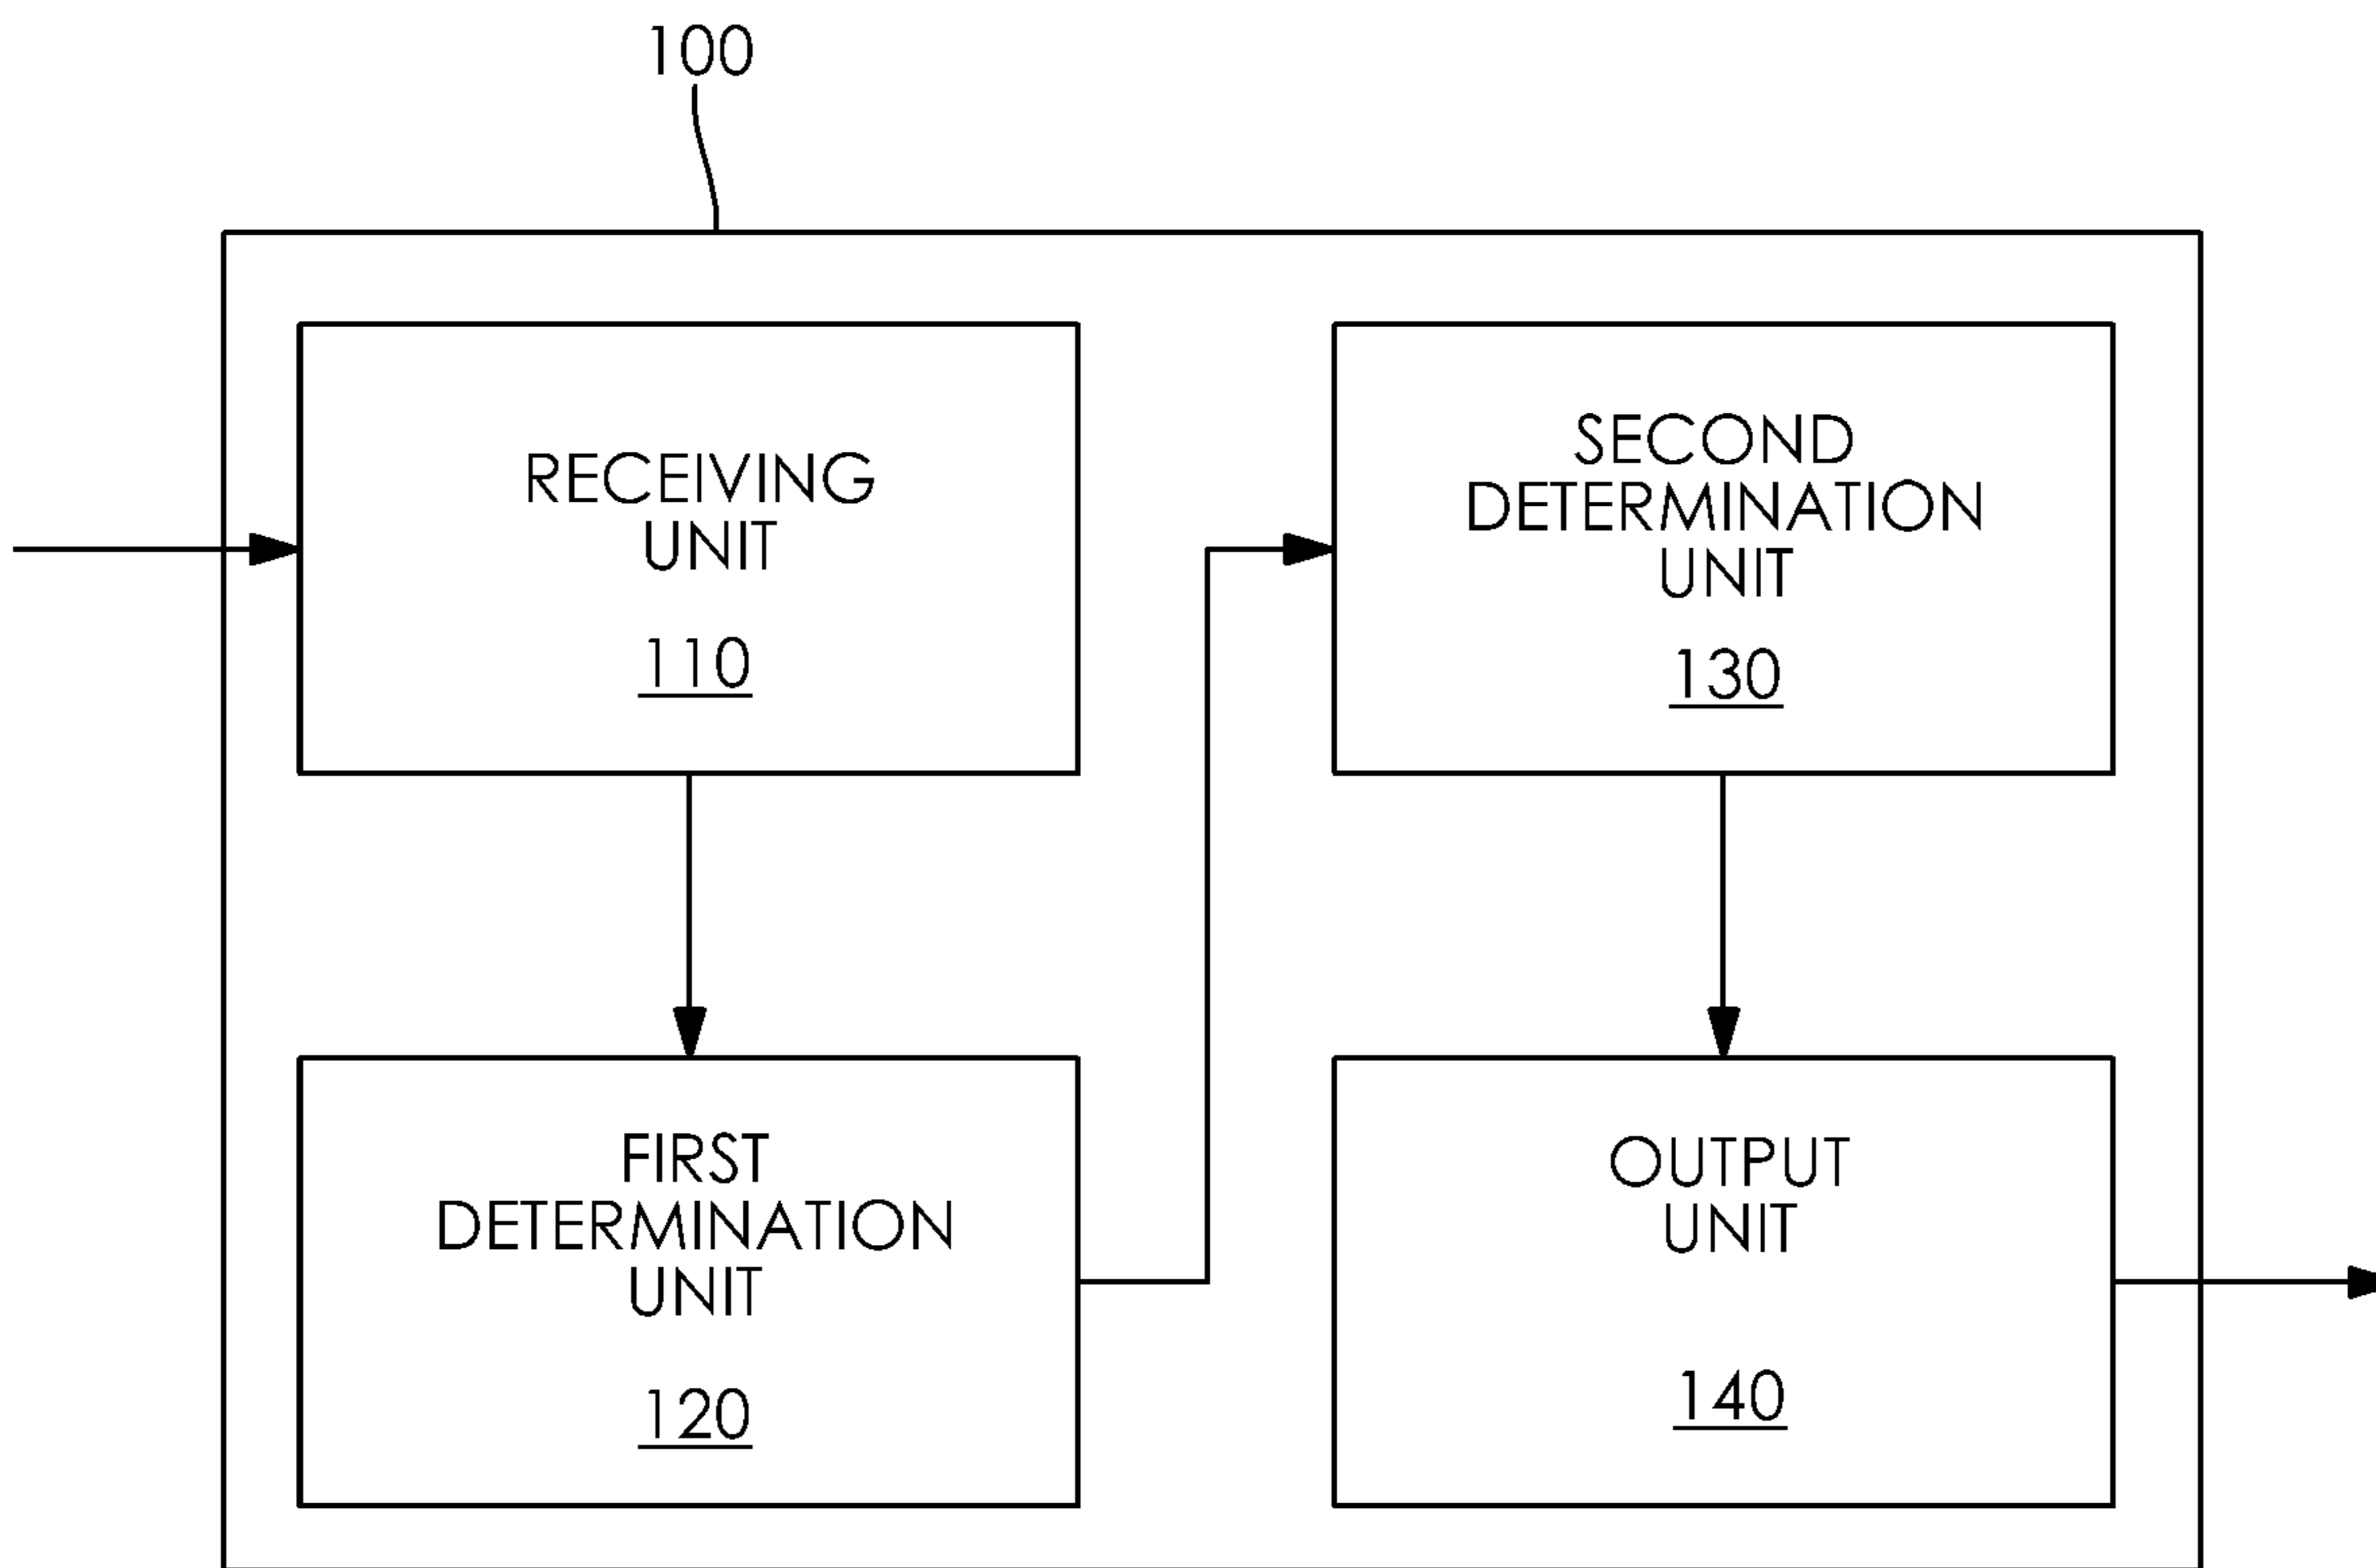 100
RECEIVING
UNIT
110
FIRST
DETERMINATION
UNIT
120
SECOND
DETERMINATION
UNIT
130
OUTPUT
UNIT
140